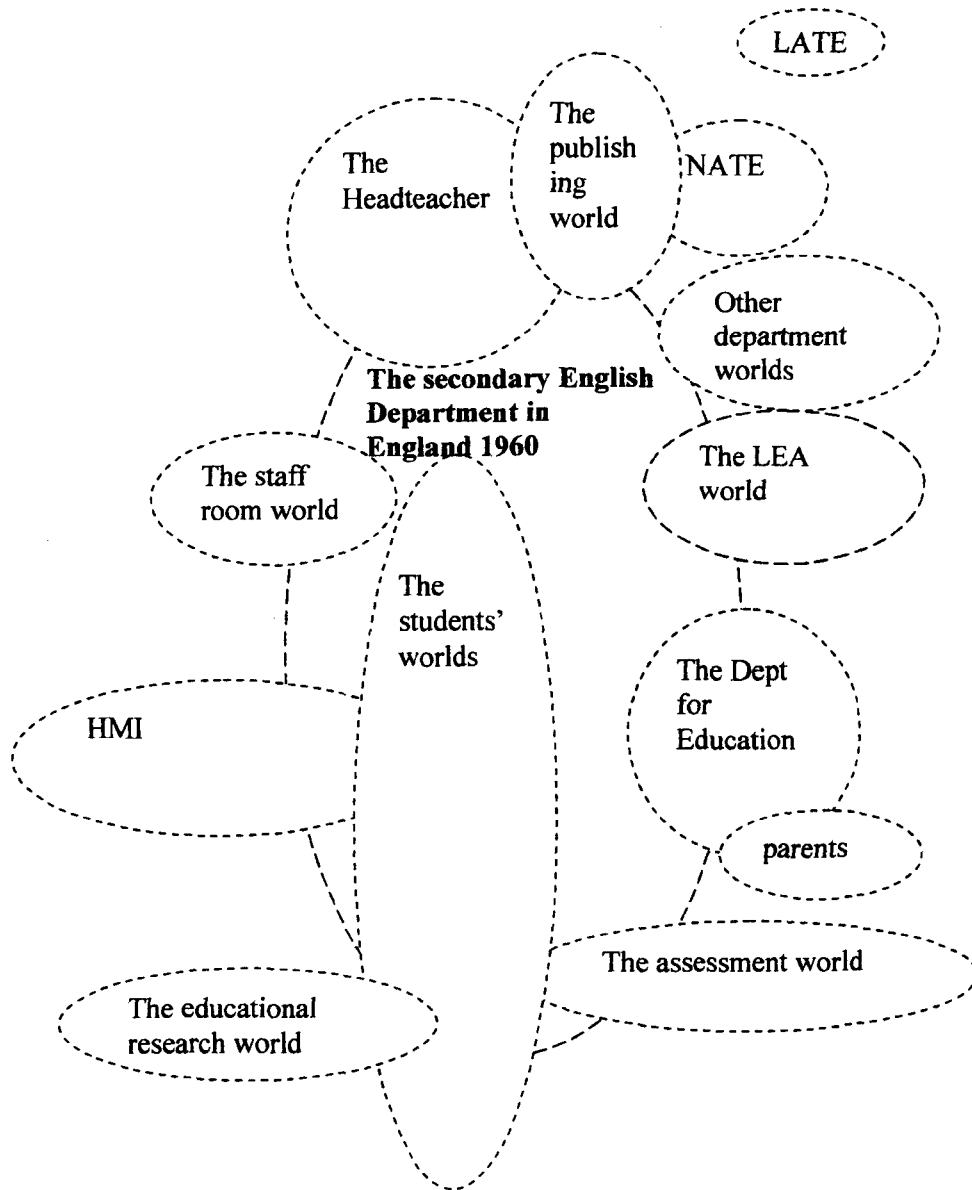 LATE
The
publish
ing
world
The
Headteacher
NATE
Other
department
worlds
The secondary English
Department in
England 1960
The LEA
world
The staff
room world
The
students'
worlds
The Dept
for
Education
HMI
parents
The assessment world
The educational
research world